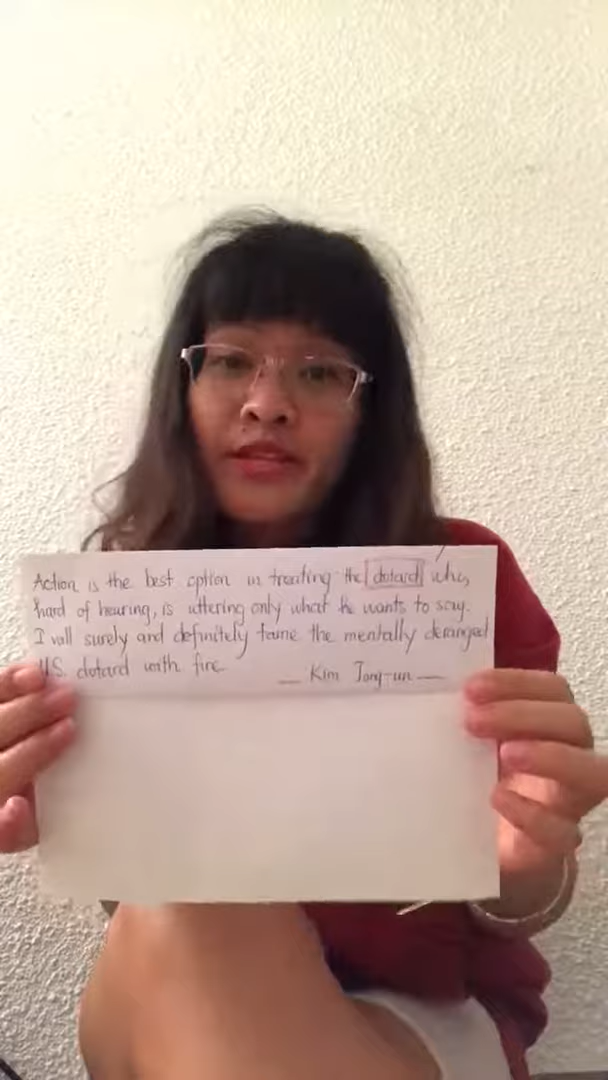 Action is the best option in treating the dotard who,
hard of hearing, is uttering only what he wants to say.
I will surely and definitely tame the mentally deranged
U.S. dotard with fire
— Kim Jong-un —